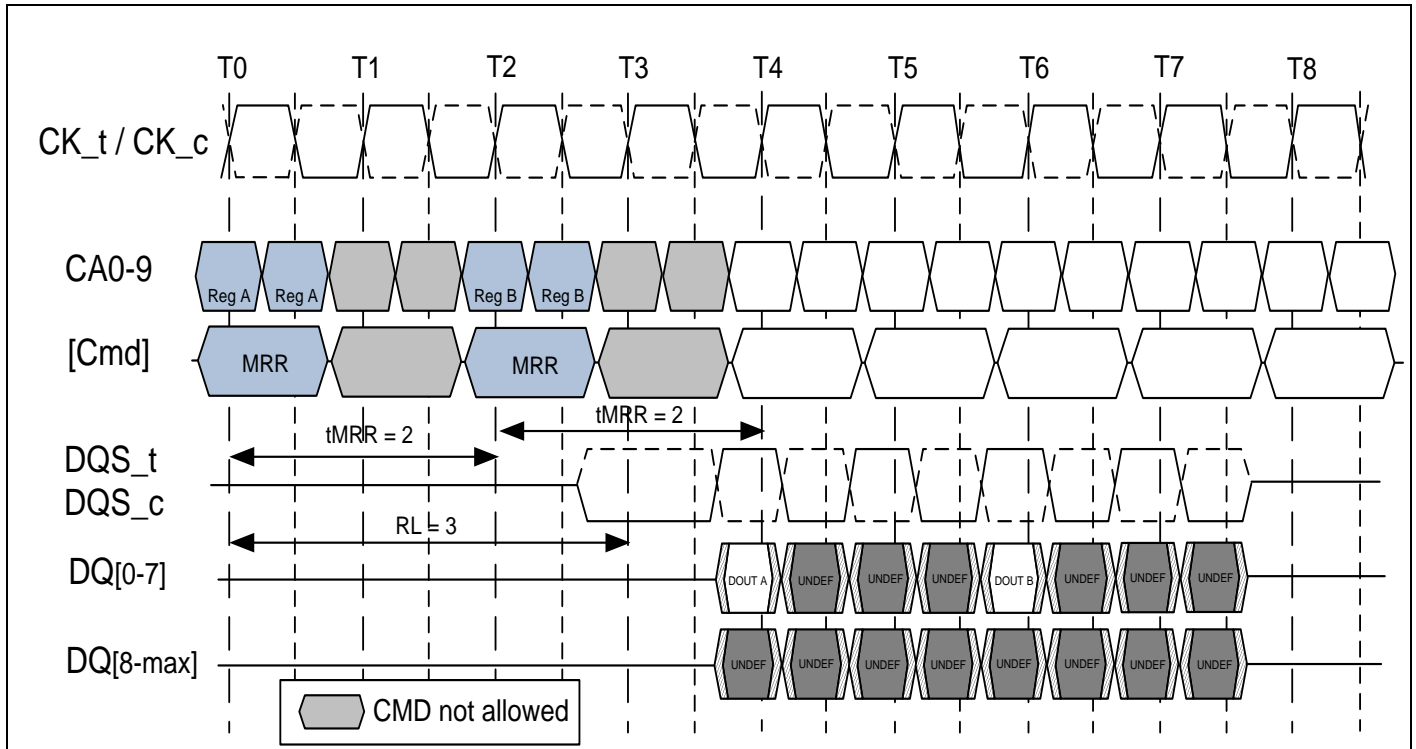 T0 T1 T2 T3 T4 T5 T6 T7 T8
CK_t / CK_c
CA0-9 Reg A Reg A Reg B Reg B
[Cmd] MRR MRR
tMRR = 2 tMRR = 2
DQS_t
DQS_c
RL = 3
DQ[0-7] DOUT A UNDEF UNDEF UNDEF DOUT B UNDEF UNDEF UNDEF
DQ[8-max] UNDEF UNDEF UNDEF UNDEF UNDEF UNDEF UNDEF UNDEF
CMD not allowed